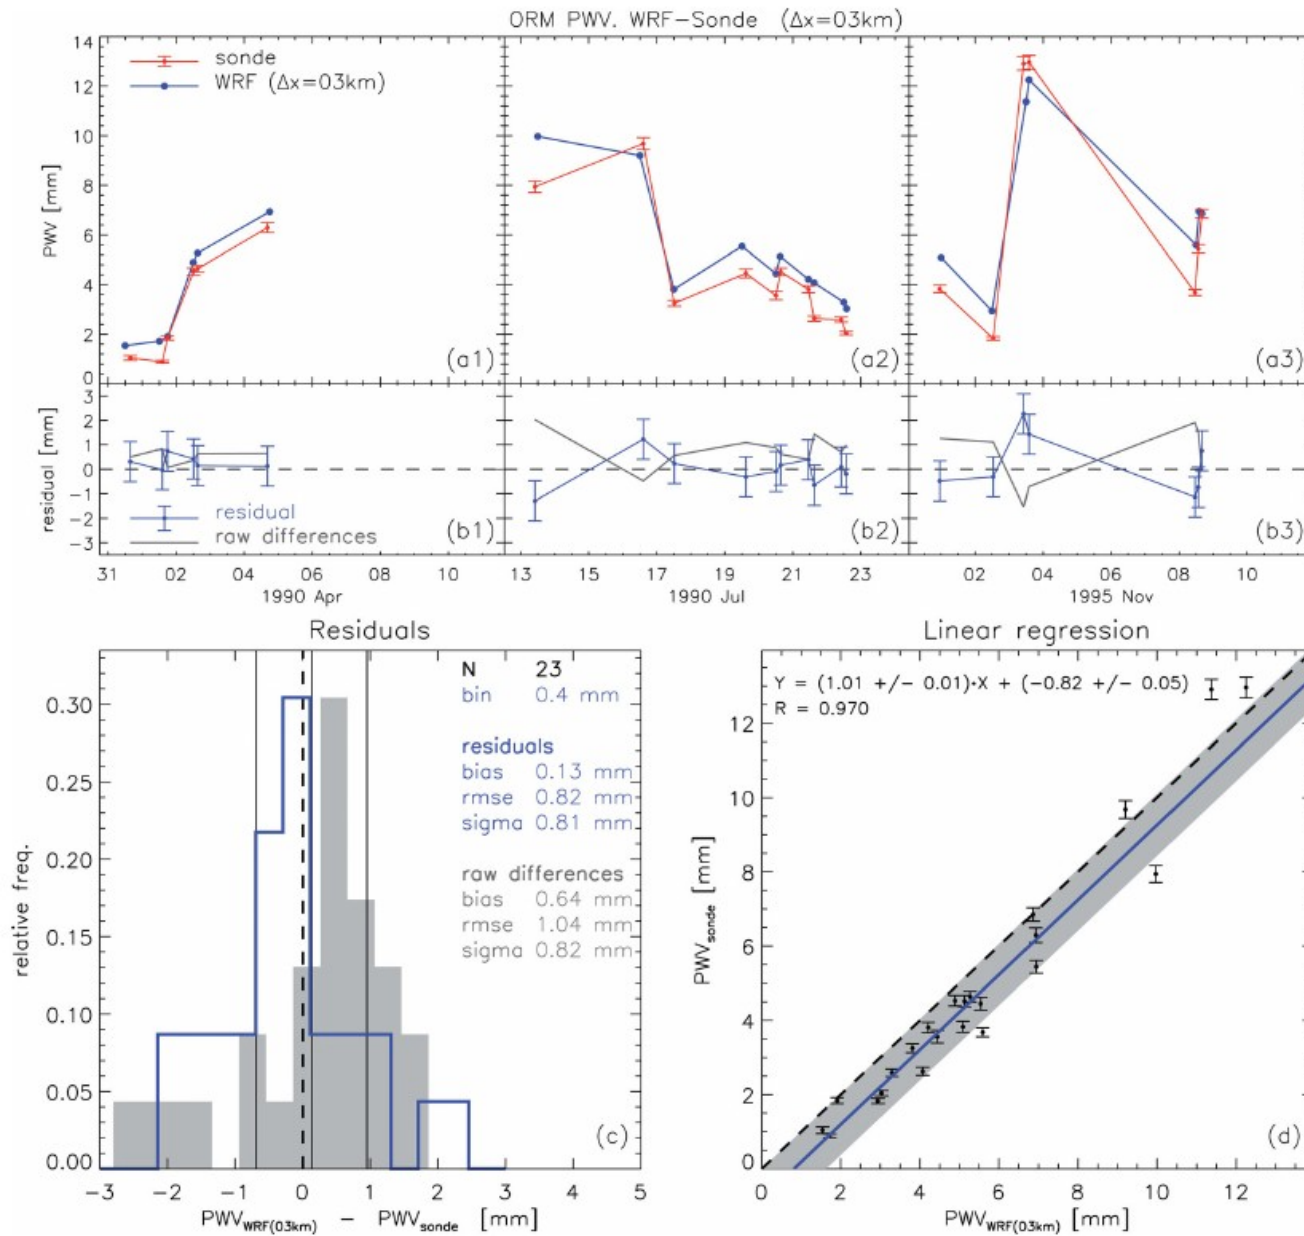 ORM PWV. WRF−Sonde (Δx=03km)
14
12
10
8
6
4
2
0
PWV [mm]
sonde
WRF (Δx=03km)
(a1)
(a2)
(a3)
3
2
1
0
−1
−2
−3
residual [mm]
residual
raw differences
(b1)
(b2)
(b3)
31 02 04 06 08 10
13 15 17 19 21 23
02 04 06 08 10
1990 Apr
1990 Jul
1995 Nov
Residuals
0.30
0.25
0.20
0.15
0.10
0.05
0.00
relative freq.
N 23
bin 0.4 mm
residuals
bias 0.13 mm
rmse 0.82 mm
sigma 0.81 mm
raw differences
bias 0.64 mm
rmse 1.04 mm
sigma 0.82 mm
(c)
−3 −2 −1 0 1 2 3 4 5
PWVWRF(03km) − PWVsonde [mm]
Linear regression
Y = (1.01 +/− 0.01)·X + (−0.82 +/− 0.05)
R = 0.970
12
10
8
6
4
2
0
PWVsonde [mm]
(d)
0 2 4 6 8 10 12
PWVWRF(03km) [mm]